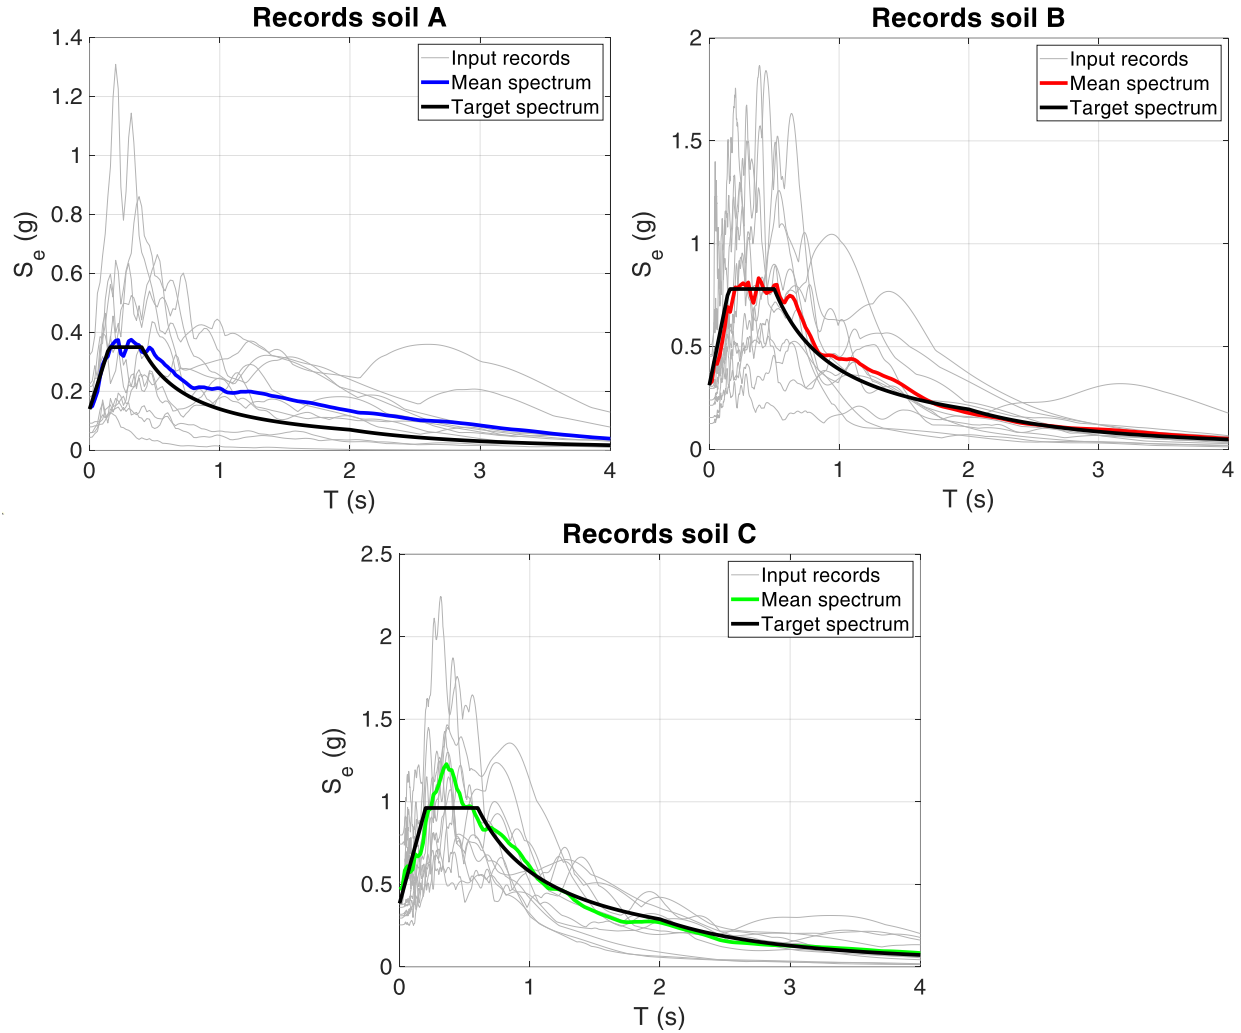 Records soil A
1.4
1.2
1
0.8
0.6
0.4
0.2
0
S_e (g)
0 1 2 3 4
T (s)
Input records
Mean spectrum
Target spectrum
Records soil B
2
1.5
1
0.5
0
S_e (g)
0 1 2 3 4
T (s)
Input records
Mean spectrum
Target spectrum
Records soil C
2.5
2
1.5
1
0.5
0
S_e (g)
0 1 2 3 4
T (s)
Input records
Mean spectrum
Target spectrum